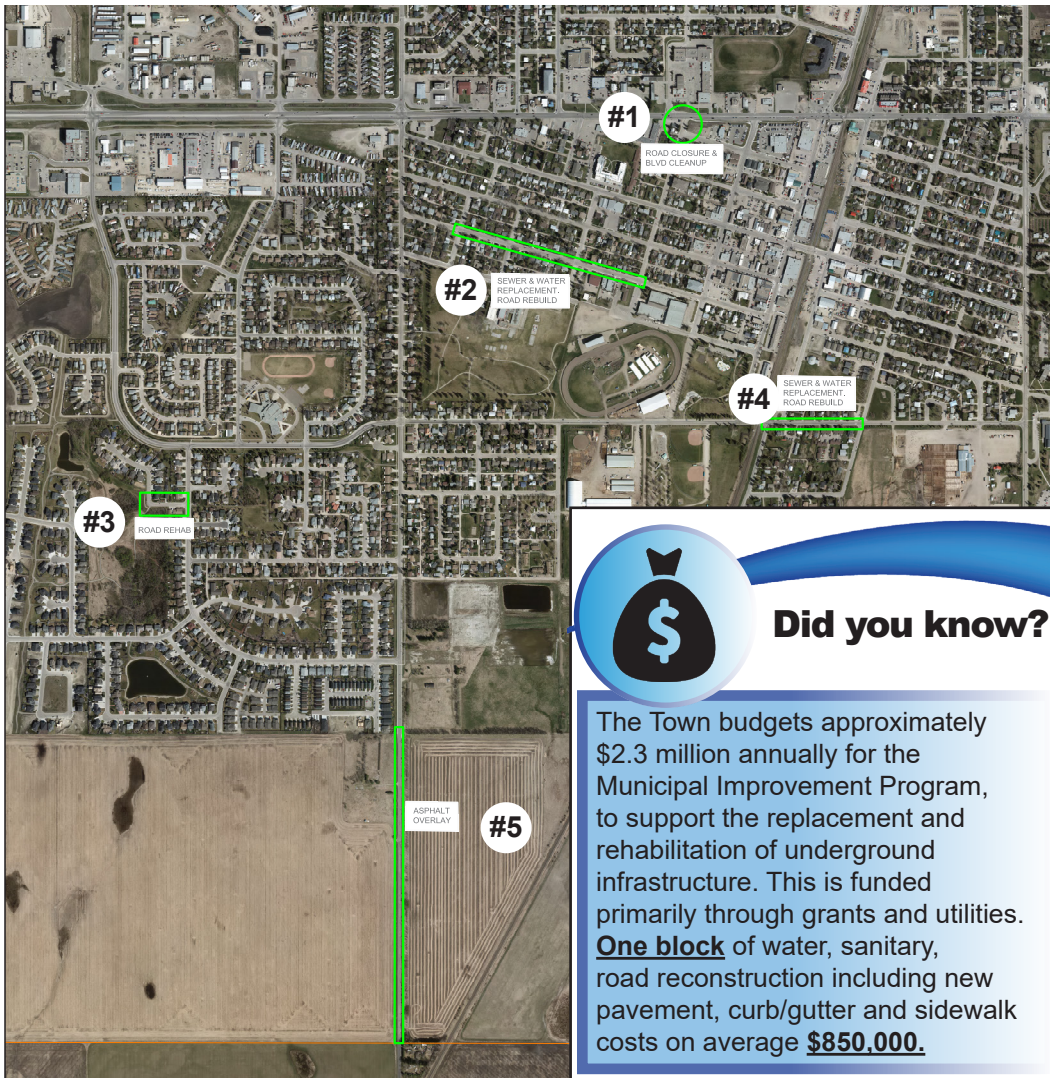 #1
ROAD CLOSURE &
BLVD CLEANUP
#2
SEWER & WATER
REPLACEMENT.
ROAD REBUILD
#4
SEWER & WATER
REPLACEMENT.
ROAD REBUILD
#3
ROAD REHAB
#5
ASPHALT
OVERLAY
$
Did you know?
The Town budgets approximately
$2.3 million annually for the
Municipal Improvement Program,
to support the replacement and
rehabilitation of underground
infrastructure. This is funded
primarily through grants and utilities.
One block of water, sanitary,
road reconstruction including new
pavement, curb/gutter and sidewalk
costs on average $850,000.